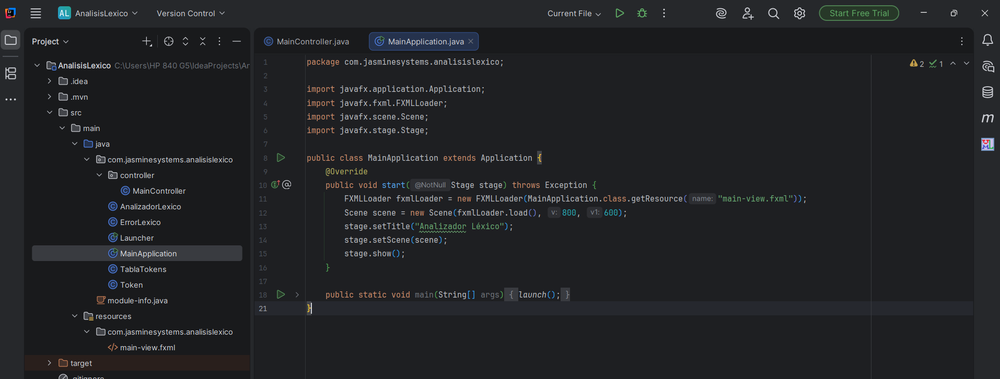 AL AnalisisLexico Version Control Current File Start Free Trial
Project
MainController.java MainApplication.java
AnalisisLexico C:\Users\HP 840 G5\IdeaProjects\An
.idea
.mvn
src
main
java
com.jasminesystems.analisislexico
controller
MainController
AnalizadorLexico
ErrorLexico
Launcher
MainApplication
TablaTokens
Token
module-info.java
resources
com.jasminesystems.analisislexico
main-view.fxml
target
.gitignore
1 package com.jasminesystems.analisislexico;
2
3 import javafx.application.Application;
4 import javafx.fxml.FXMLLoader;
5 import javafx.scene.Scene;
6 import javafx.stage.Stage;
7
8 public class MainApplication extends Application {
9 @Override
10 public void start( @NotNull Stage stage) throws Exception {
11 FXMLLoader fxmlLoader = new FXMLLoader(MainApplication.class.getResource( name: "main-view.fxml"));
12 Scene scene = new Scene(fxmlLoader.load(), v: 800, v1: 600);
13 stage.setTitle("Analizador Léxico");
14 stage.setScene(scene);
15 stage.show();
16 }
17
18 public static void main(String[] args) { launch(); }
21 }
2 1
m
UML